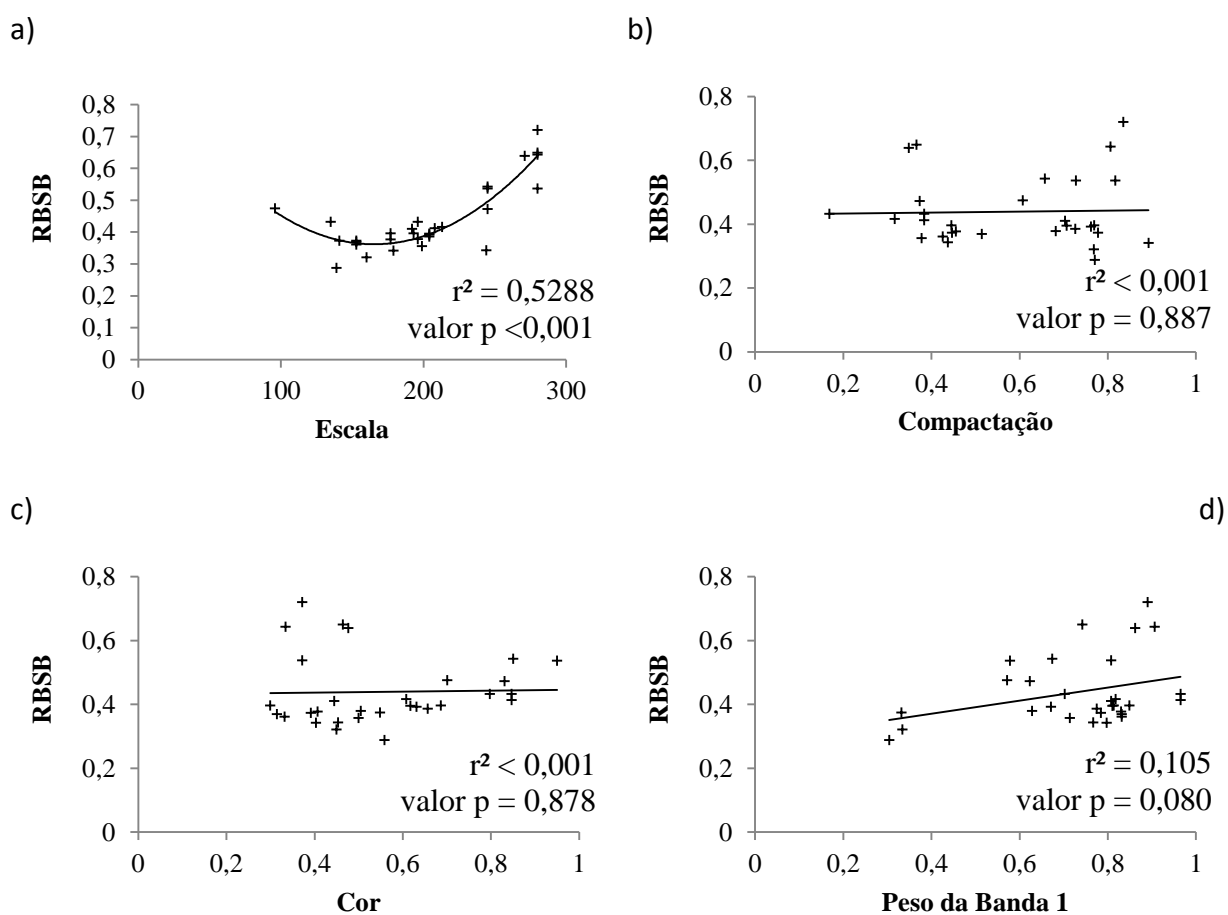 a)
0,8
0,7
0,6
0,5
0,4
0,3
0,2
0,1
0
RBSB
r² = 0,5288
valor p <0,001
0 100 200 300
Escala
b)
0,8
0,6
0,4
0,2
0
RBSB
r² < 0,001
valor p = 0,887
0 0,2 0,4 0,6 0,8 1
Compactação
c)
0,8
0,6
0,4
0,2
0
RBSB
r² < 0,001
valor p = 0,878
0 0,2 0,4 0,6 0,8 1
Cor
d)
0,8
0,6
0,4
0,2
0
RBSB
r² = 0,105
valor p = 0,080
0 0,2 0,4 0,6 0,8 1
Peso da Banda 1